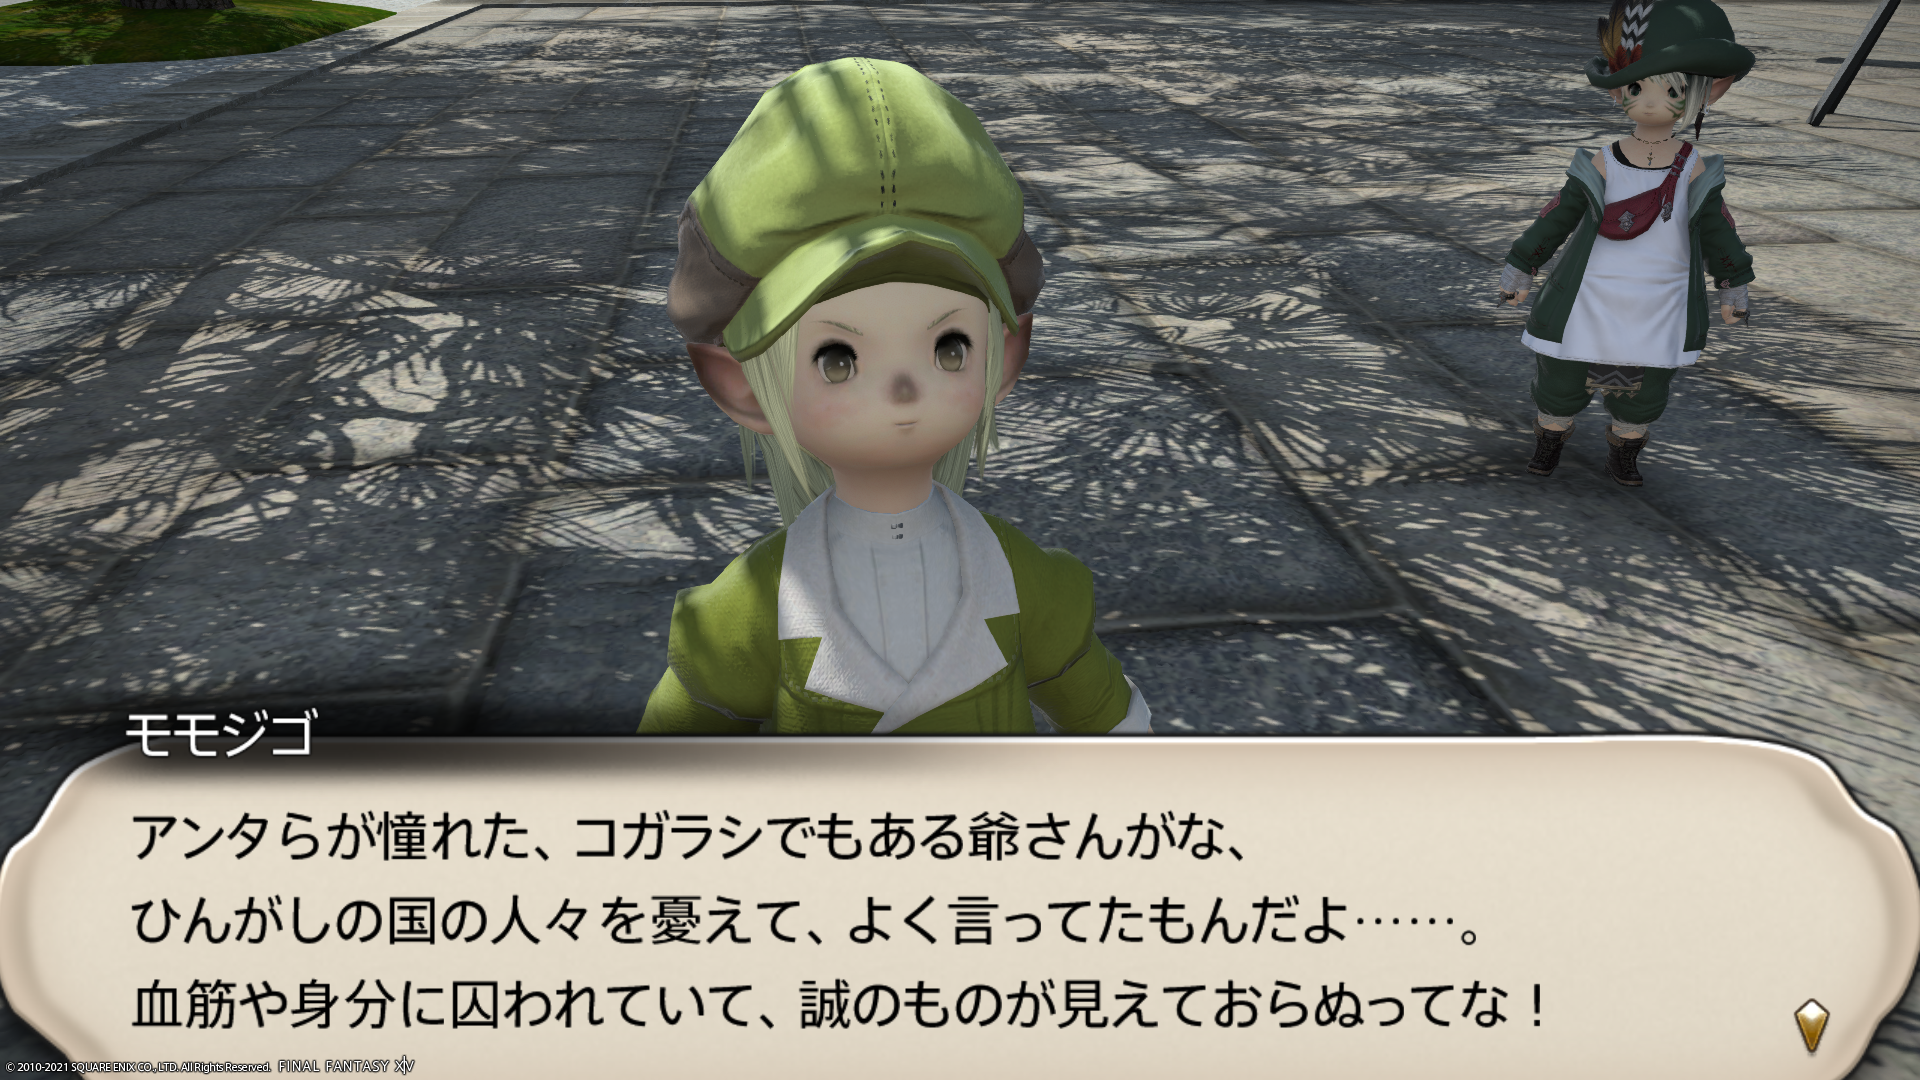 モモジゴ
アンタらが憧れた、コガラシでもある爺さんがな、
ひんがしの国の人々を憂えて、よく言ってたもんだよ……。
血筋や身分に囚われていて、誠のものが見えておらぬってな！
© 2010-2021 SQUARE ENIX CO., LTD. All Rights Reserved. FINAL FANTASY XIV